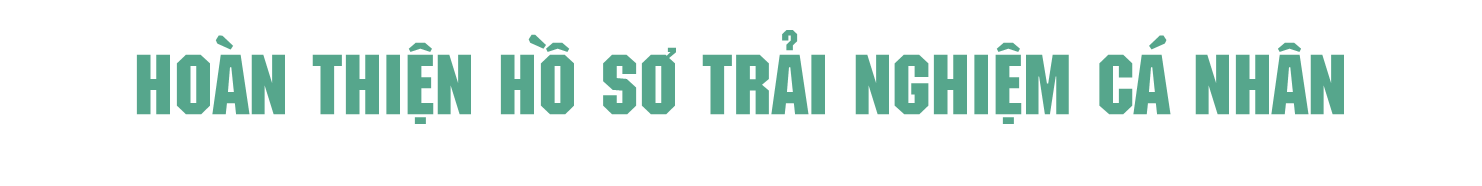 HOÀN THIỆN HỒ SƠ TRẢI NGHIỆM CÁ NHÂN